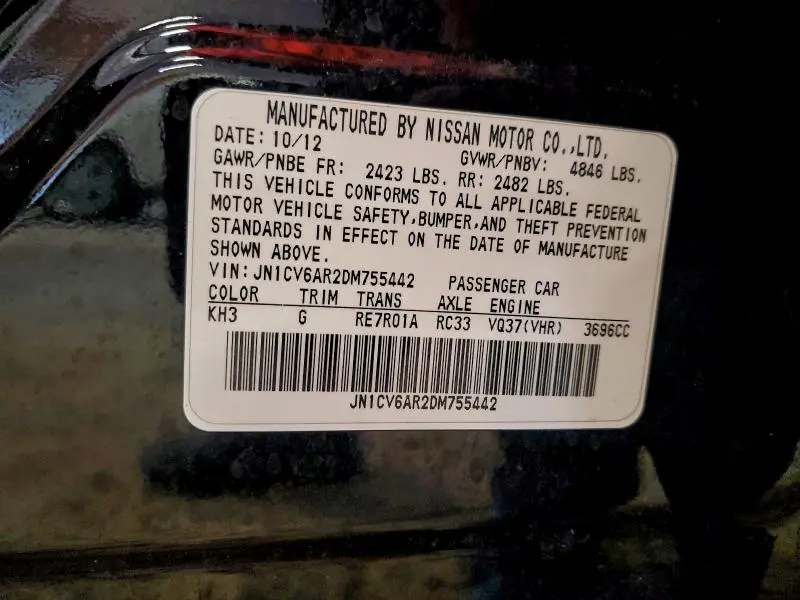 MANUFACTURED BY NISSAN MOTOR CO.,LTD.
DATE: 10/12 GVWR/PNBV: 4846 LBS.
GAWR/PNBE FR: 2423 LBS. RR: 2482 LBS.
THIS VEHICLE CONFORMS TO ALL APPLICABLE FEDERAL
MOTOR VEHICLE SAFETY,BUMPER,AND THEFT PREVENTION
STANDARDS IN EFFECT ON THE DATE OF MANUFACTURE
SHOWN ABOVE.
VIN: JN1CV6AR2DM755442 PASSENGER CAR
COLOR TRIM TRANS AXLE ENGINE
KH3 G RE7R01A RC33 VQ37(VHR) 3696CC
JN1CV6AR2DM755442